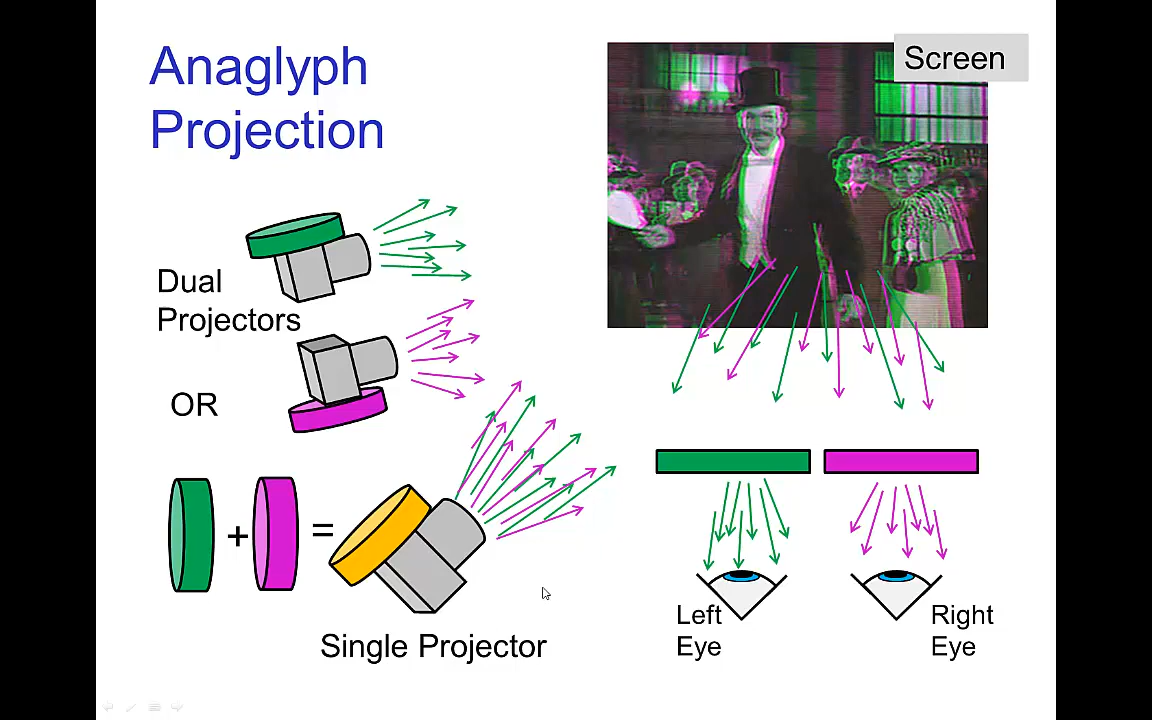 Anaglyph
Projection
Screen
Dual
Projectors
OR
+
=
Single Projector
Left
Eye
Right
Eye